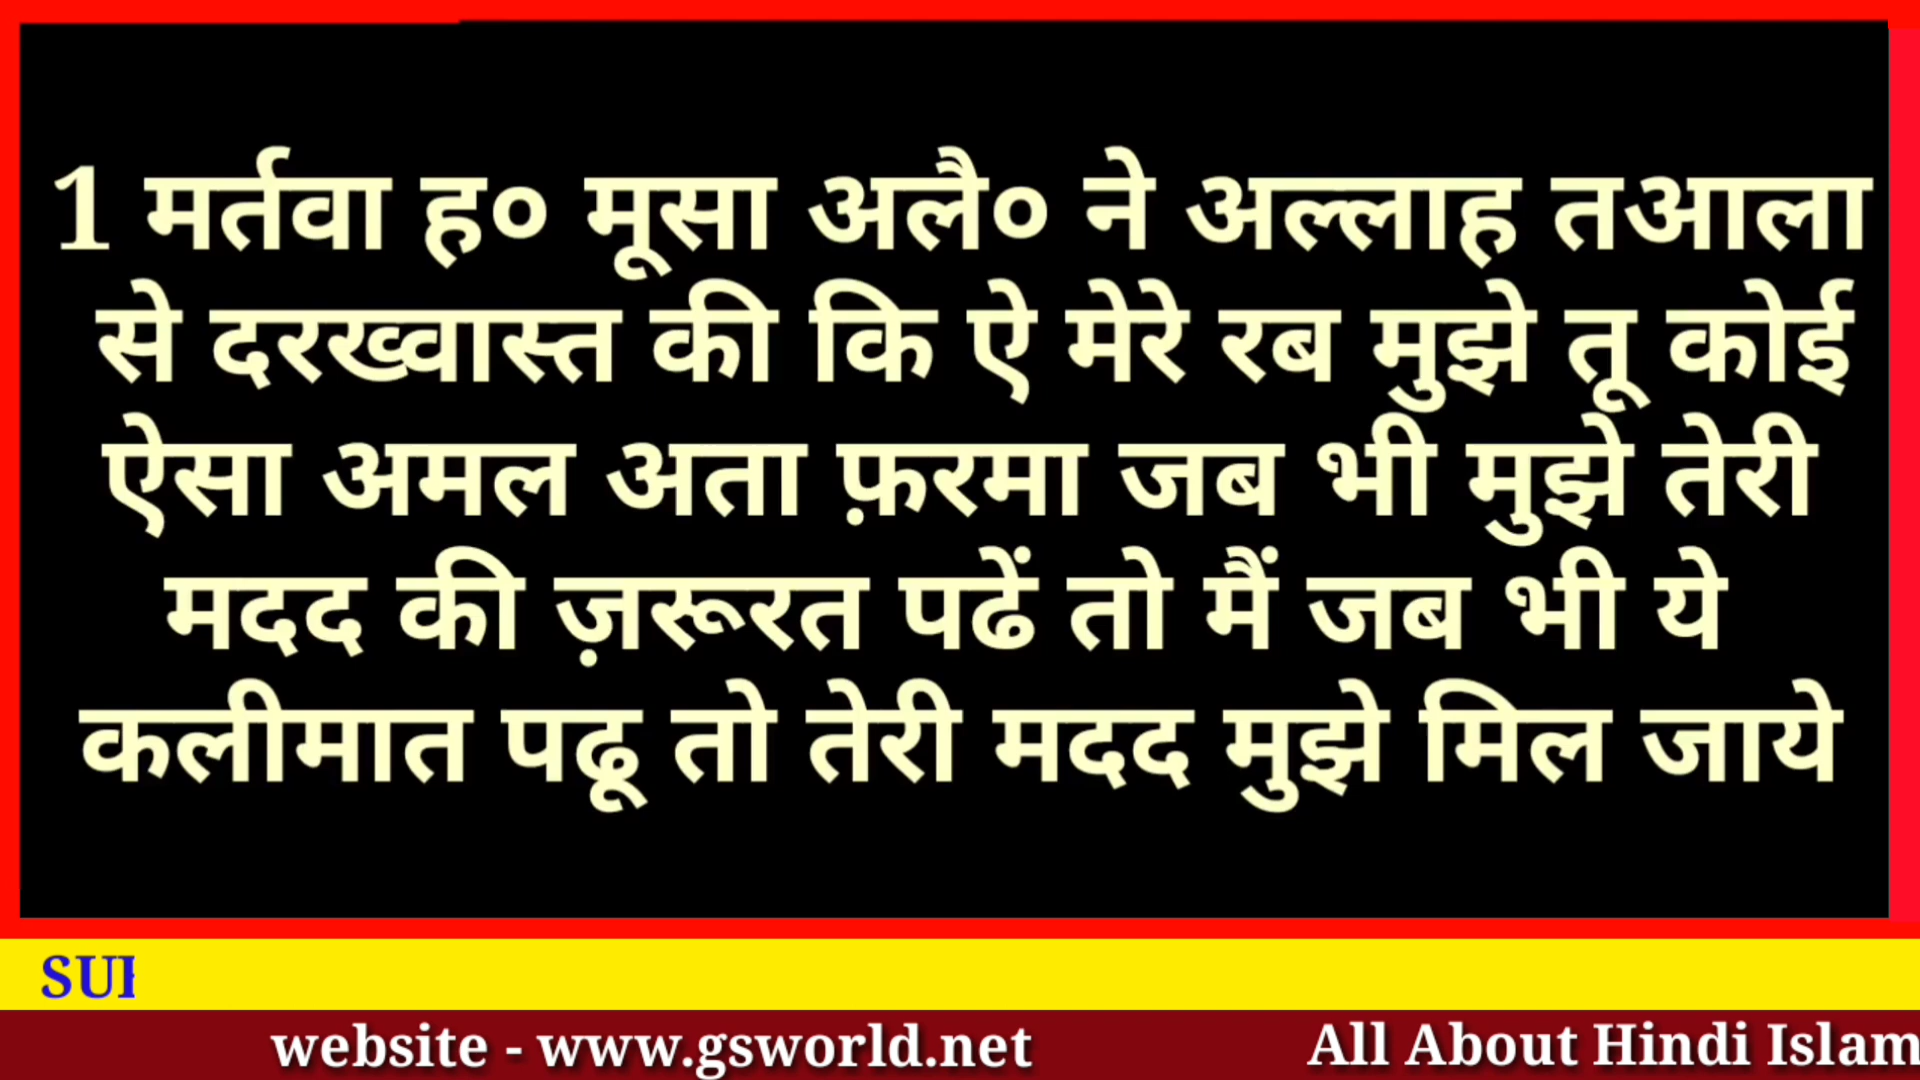 1 मर्तवा ह० मूसा अलै० ने अल्लाह तआला
से दरख्वास्त की कि ऐ मेरे रब मुझे तू कोई
ऐसा अमल अता फ़रमा जब भी मुझे तेरी
मदद की ज़रूरत पढें तो मैं जब भी ये
कलीमात पढू तो तेरी मदद मुझे मिल जाये
website - www.gsworld.net All About Hindi Islam